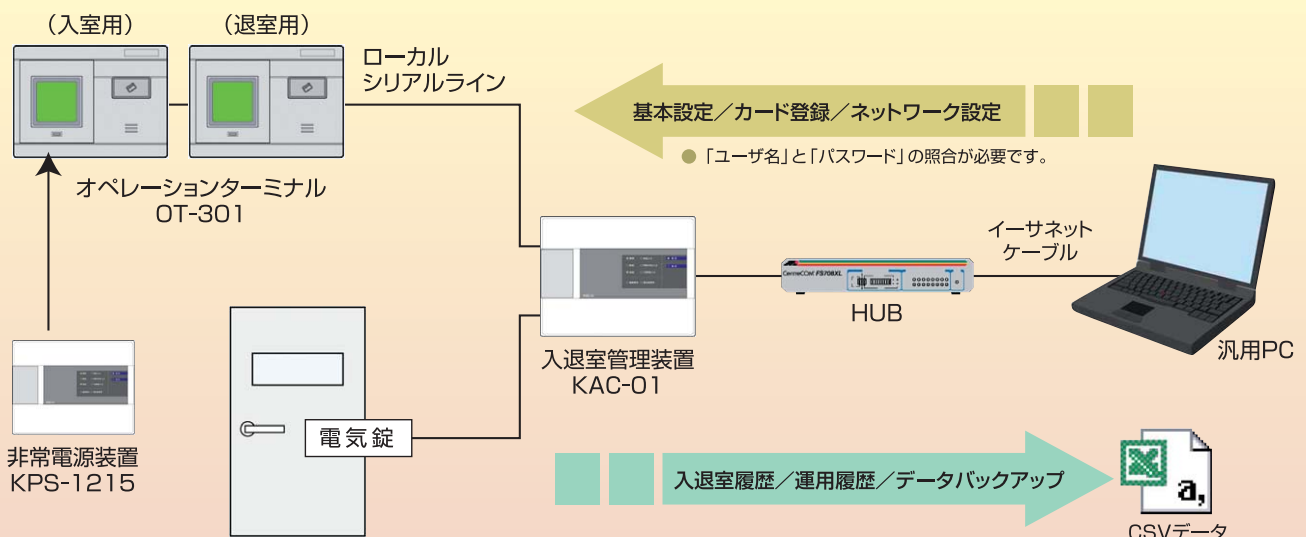 (入室用)
(退室用)
ローカル
シリアルライン
基本設定／カード登録／ネットワーク設定
●「ユーザ名」と「パスワード」の照合が必要です。
オペレーションターミナル
OT-301
イーサネット
ケーブル
CentreCOM FS708XL
HUB
汎用PC
入退室管理装置
KAC-01
電気錠
非常電源装置
KPS-1215
入退室履歴／運用履歴／データバックアップ
a,
CSVデータ